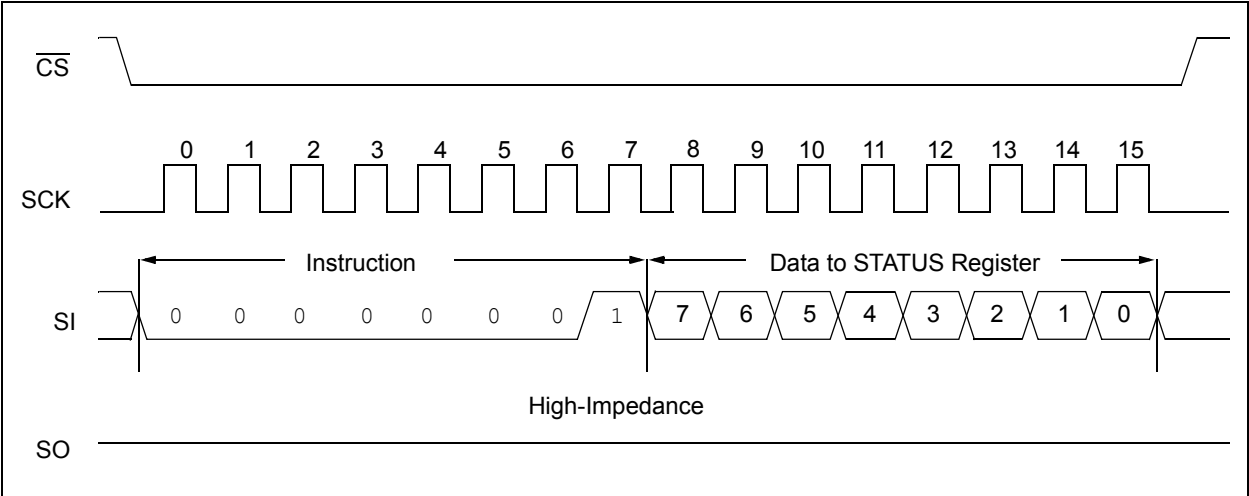 CS
0 1 2 3 4 5 6 7 8 9 10 11 12 13 14 15
SCK
Instruction Data to STATUS Register
SI 0 0 0 0 0 0 0 1 7 6 5 4 3 2 1 0
High-Impedance
SO